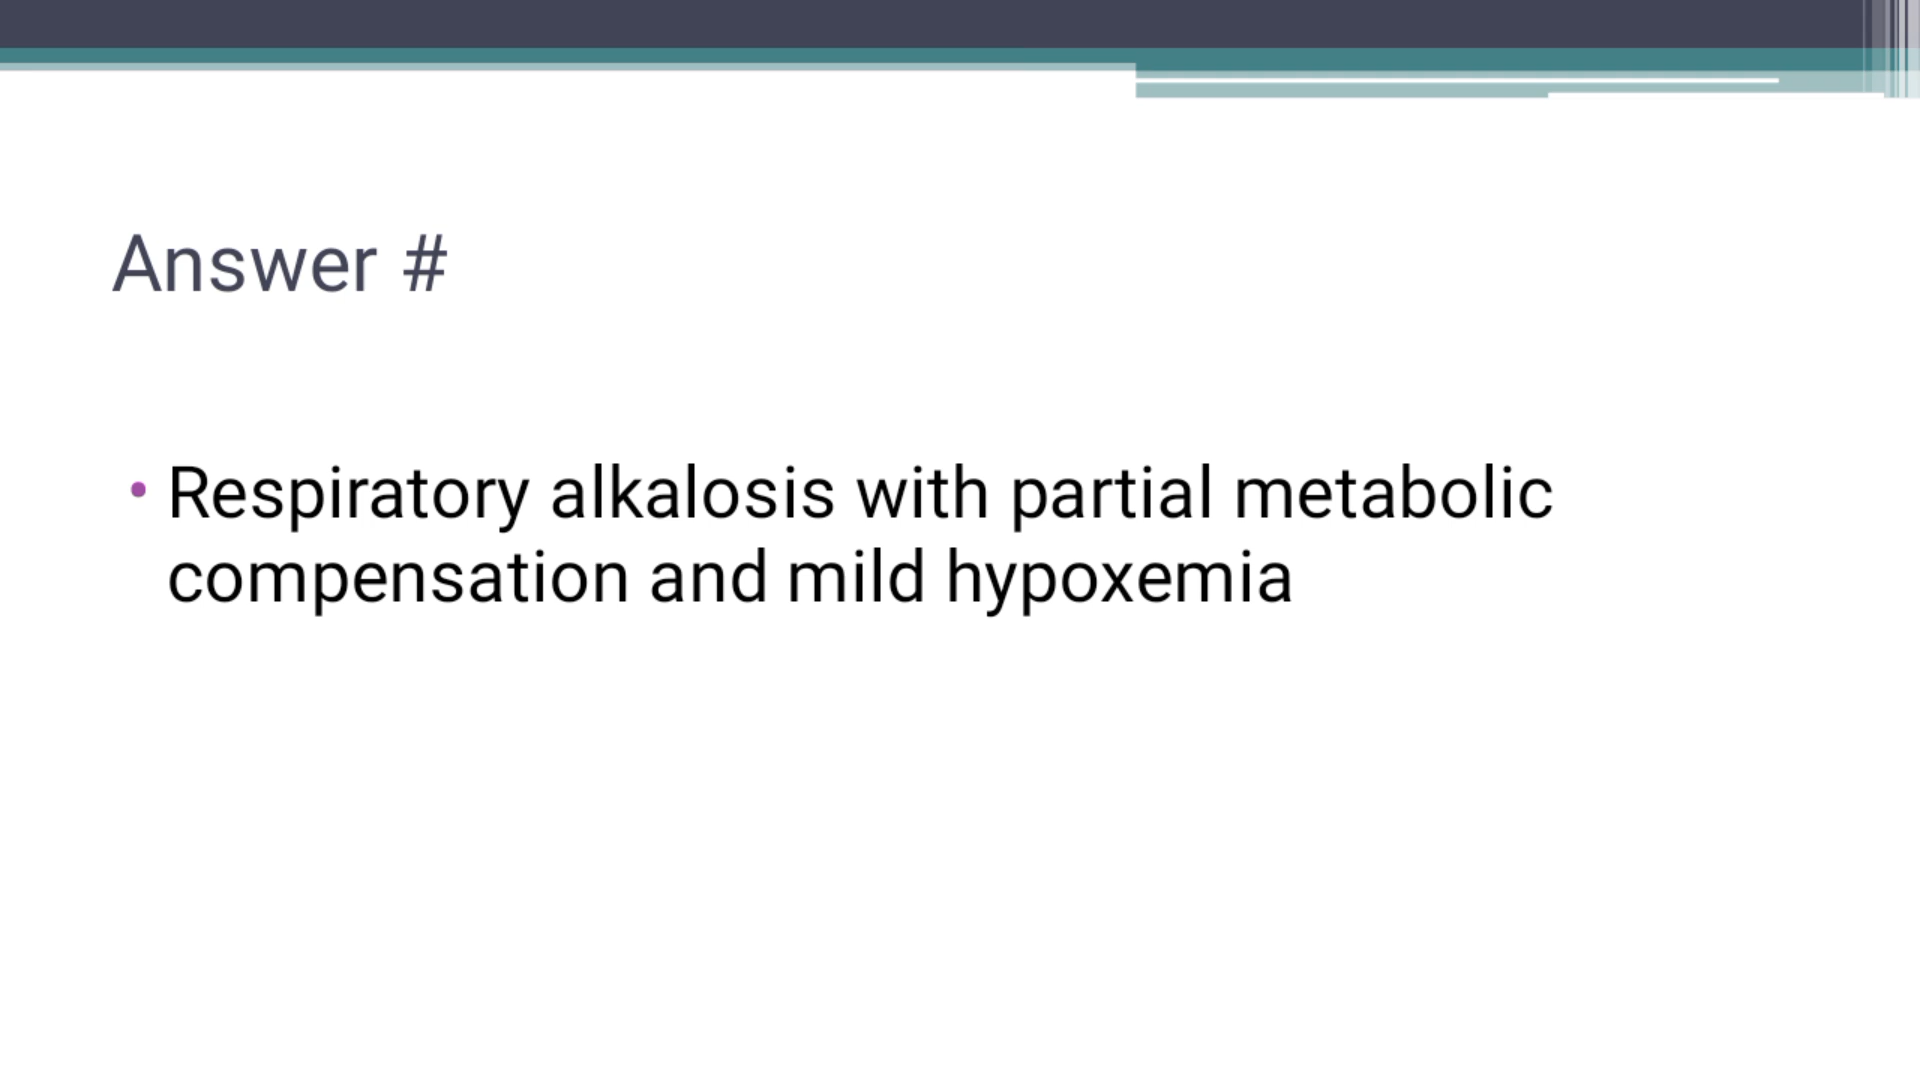 Answer #
• Respiratory alkalosis with partial metabolic
compensation and mild hypoxemia